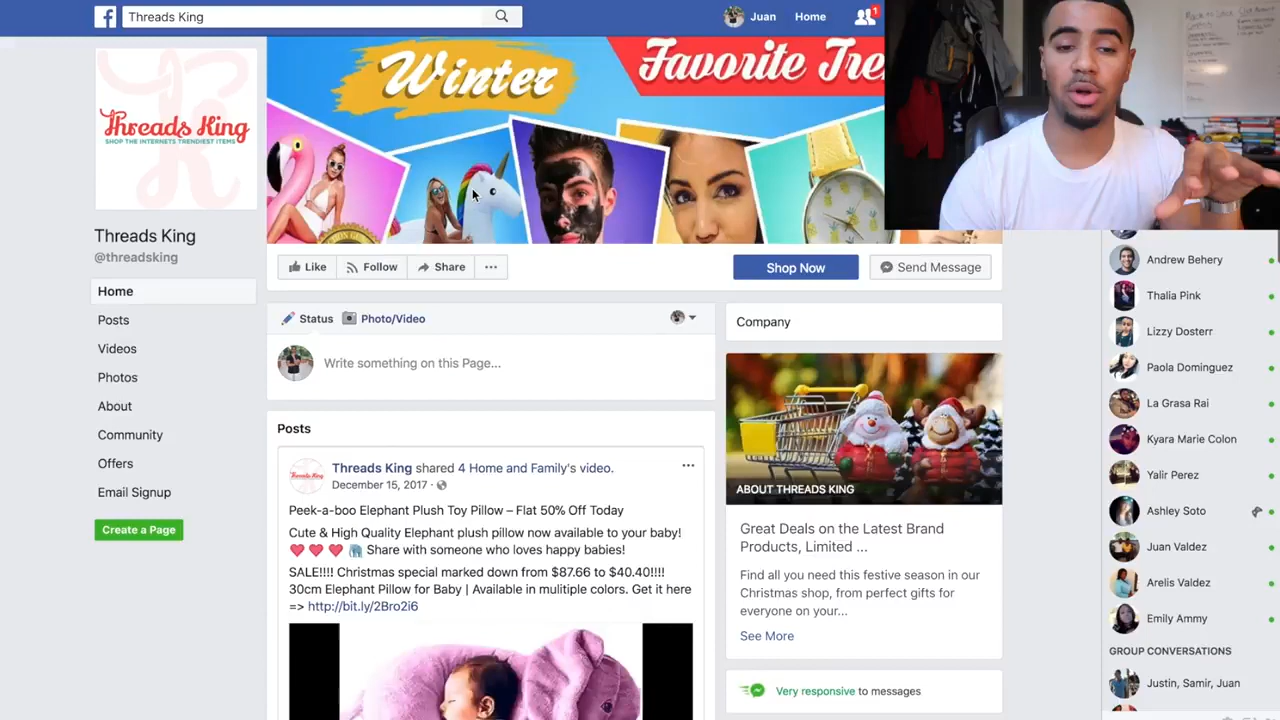 Threads King
Juan
Home
1
Winter
Favorite Tre
Threads King
SHOP THE INTERNETS TRENDIEST ITEMS
Threads King
@threadsking
Like
Follow
Share
Shop Now
Send Message
Home
Posts
Videos
Photos
About
Community
Offers
Email Signup
Create a Page
Status
Photo/Video
Write something on this Page...
Posts
Threads King shared 4 Home and Family's video.
December 15, 2017
Peek-a-boo Elephant Plush Toy Pillow – Flat 50% Off Today
Cute & High Quality Elephant plush pillow now available to your baby!
Share with someone who loves happy babies!
SALE!!!! Christmas special marked down from $87.66 to $40.40!!!!
30cm Elephant Pillow for Baby | Available in mulitiple colors. Get it here
=> http://bit.ly/2Bro2i6
Company
ABOUT THREADS KING
Great Deals on the Latest Brand
Products, Limited ...
Find all you need this festive season in our
Christmas shop, from perfect gifts for
everyone on your...
See More
Very responsive to messages
Andrew Behery
Thalia Pink
Lizzy Dosterr
Paola Dominguez
La Grasa Rai
Kyara Marie Colon
Yalir Perez
Ashley Soto
Juan Valdez
Arelis Valdez
Emily Ammy
GROUP CONVERSATIONS
Justin, Samir, Juan